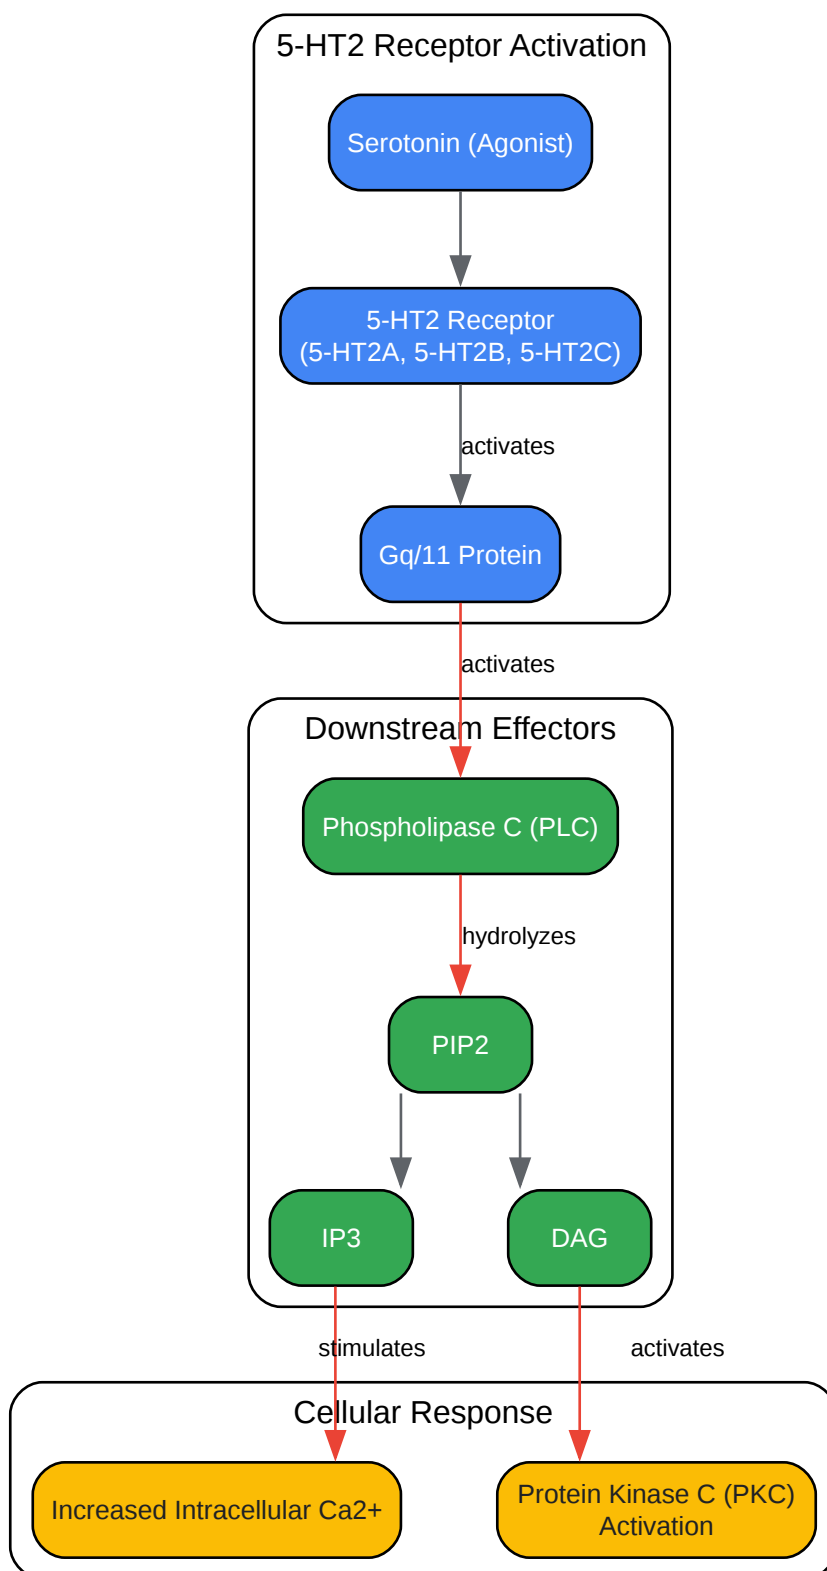 5-HT2 Receptor Activation
Serotonin (Agonist)
5-HT2 Receptor
(5-HT2A, 5-HT2B, 5-HT2C)
activates
Gq/11 Protein
activates
Downstream Effectors
Phospholipase C (PLC)
hydrolyzes
PIP2
IP3
DAG
stimulates
activates
Cellular Response
Increased Intracellular Ca2+
Protein Kinase C (PKC)
Activation